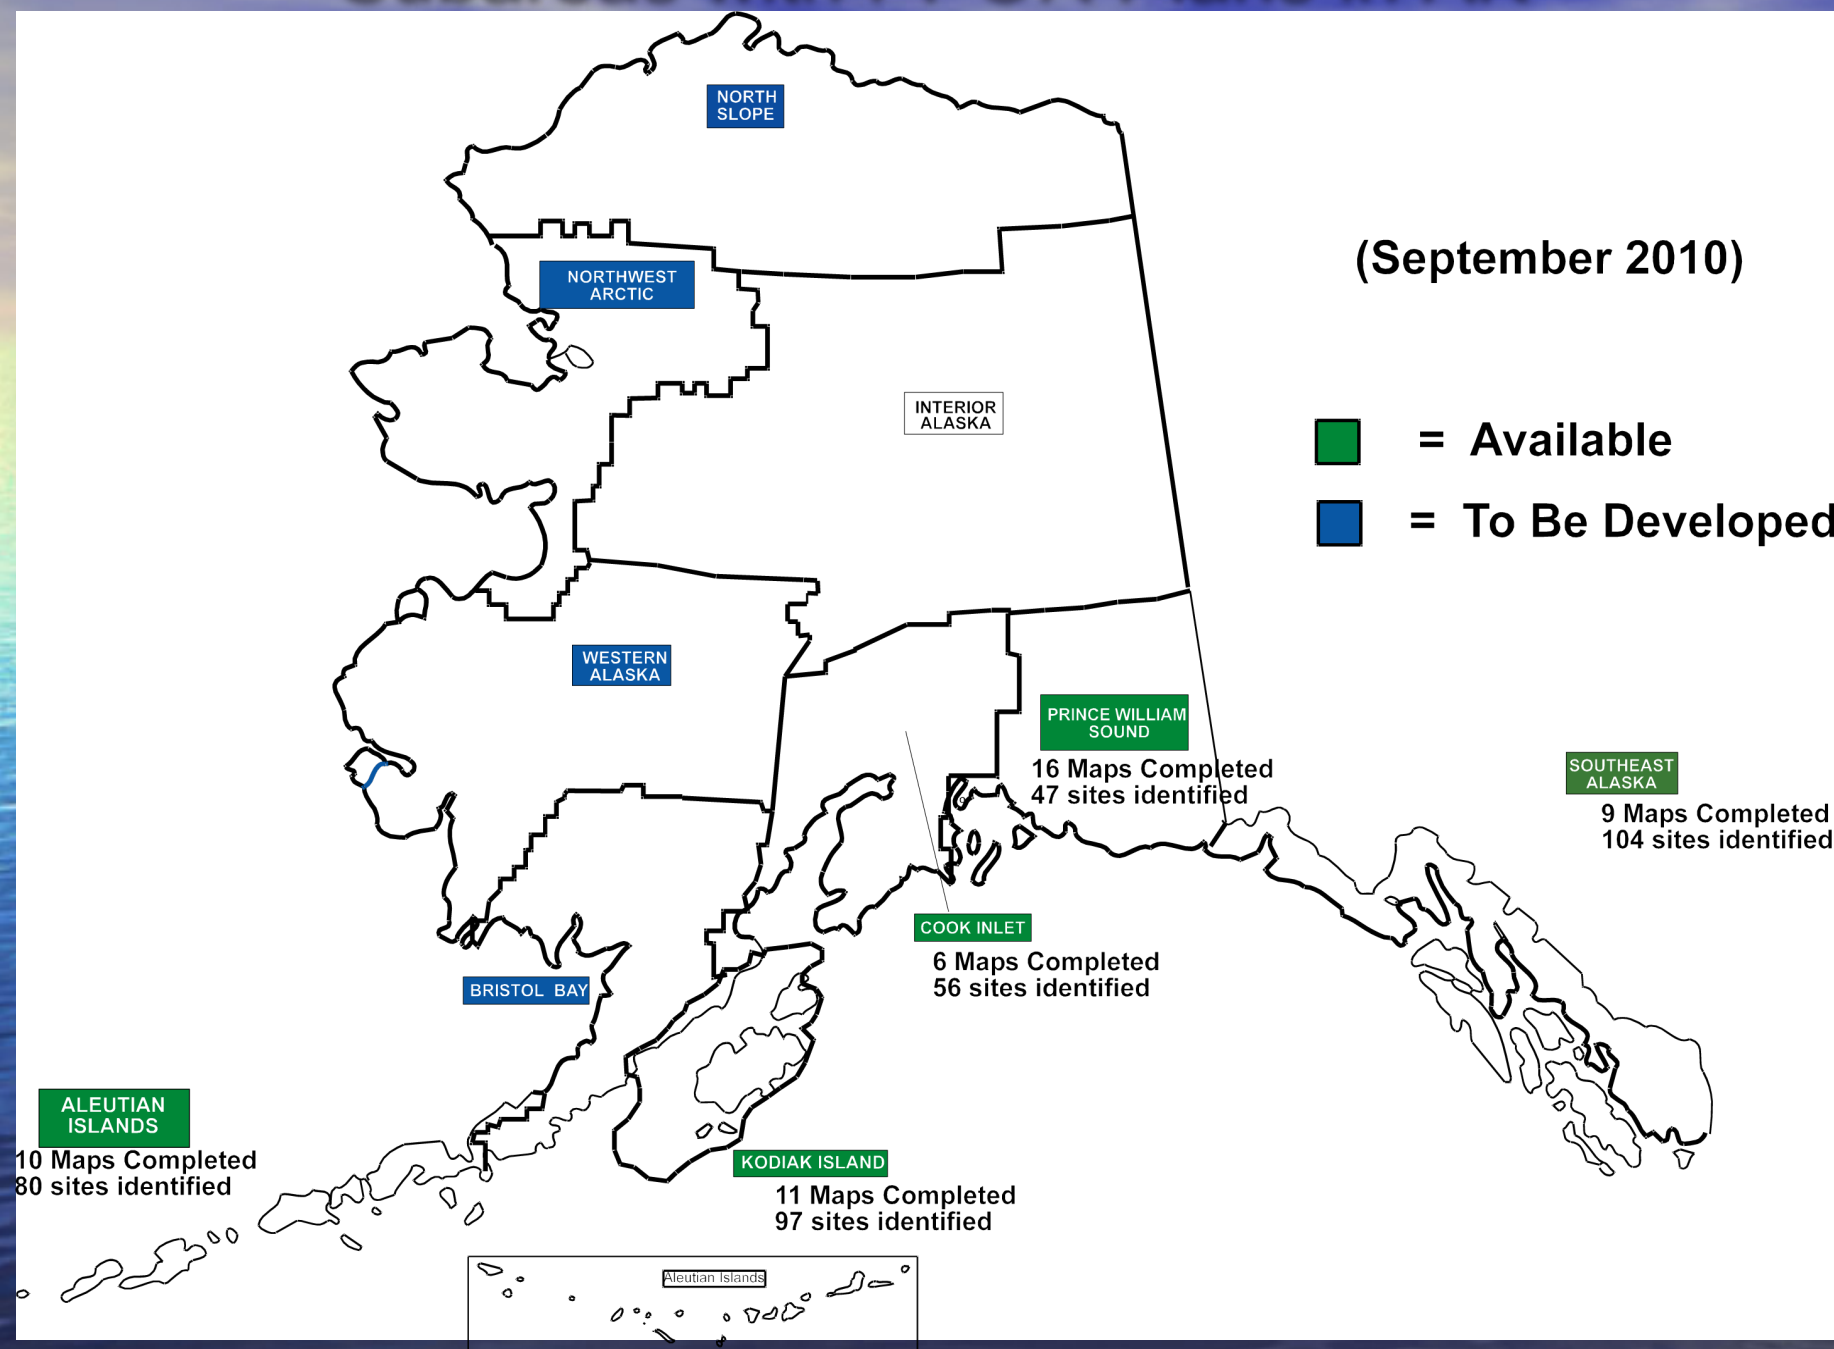 NORTH
SLOPE
NORTHWEST
ARCTIC
(September 2010)
INTERIOR
ALASKA
= Available
= To Be Developed
WESTERN
ALASKA
PRINCE WILLIAM
SOUND
16 Maps Completed
47 sites identified
SOUTHEAST
ALASKA
9 Maps Completed
104 sites identified
COOK INLET
6 Maps Completed
56 sites identified
BRISTOL BAY
ALEUTIAN
ISLANDS
10 Maps Completed
80 sites identified
KODIAK ISLAND
11 Maps Completed
97 sites identified
Aleutian Islands